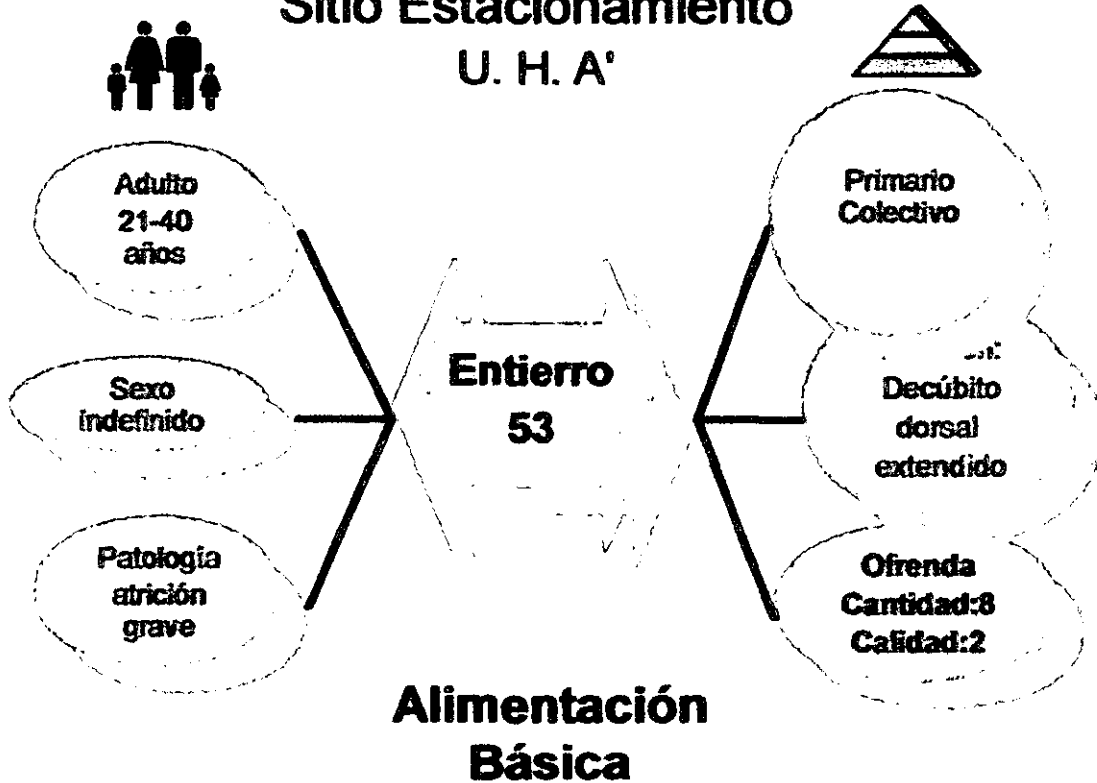 Sitio Estacionamiento
U. H. A'
Adulto
21-40
años
Sexo
indefinido
Patología
atrición
grave
Entierro
53
Primario
Colectivo
Decúbito
dorsal
extendido
Ofrenda
Cantidad:8
Calidad:2
Alimentación
Básica